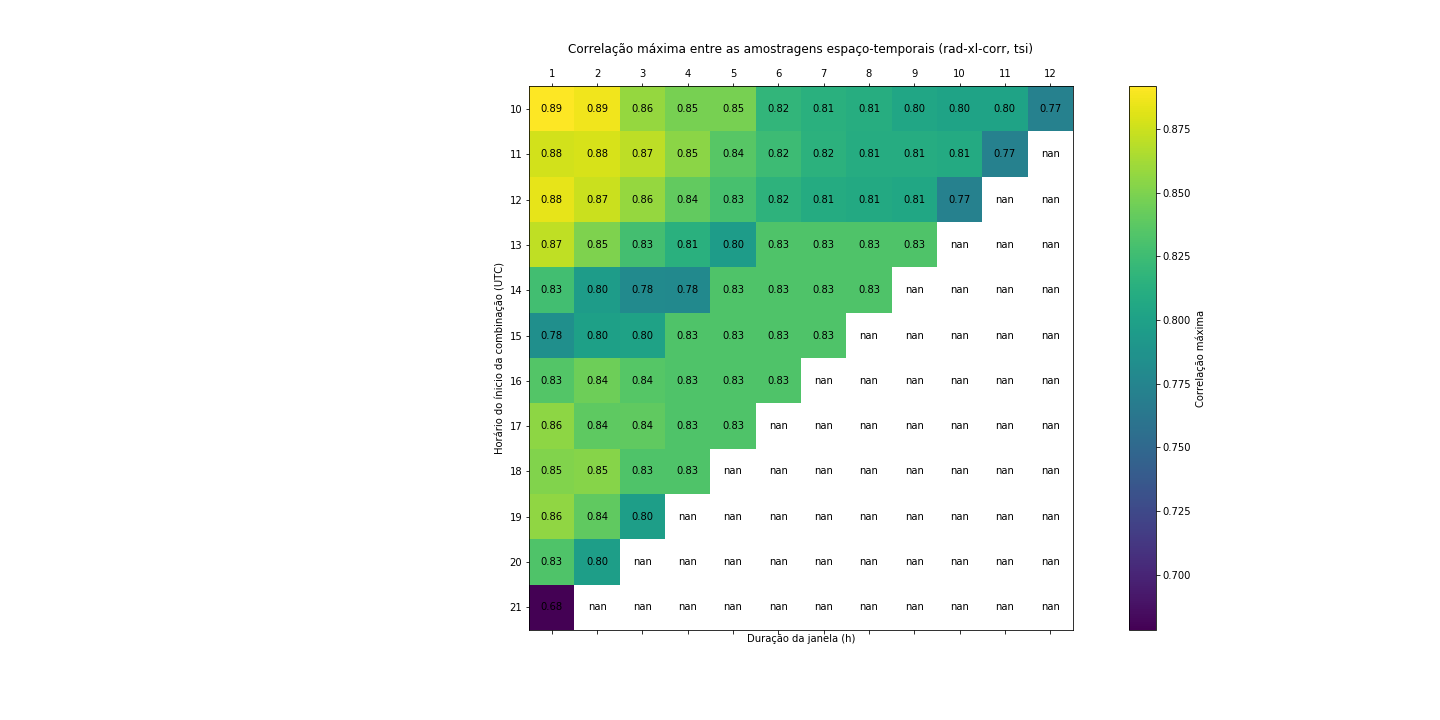 Correlação máxima entre as amostragens espaço-temporais (rad-xl-corr, tsi)
1 2 3 4 5 6 7 8 9 10 11 12
10 0.89 0.89 0.86 0.85 0.85 0.82 0.81 0.81 0.80 0.80 0.80 0.77
11 0.88 0.88 0.87 0.85 0.84 0.82 0.82 0.81 0.81 0.81 0.77 nan
12 0.88 0.87 0.86 0.84 0.83 0.82 0.81 0.81 0.81 0.77 nan nan
13 0.87 0.85 0.83 0.81 0.80 0.83 0.83 0.83 0.83 nan nan nan
14 0.83 0.80 0.78 0.78 0.83 0.83 0.83 0.83 nan nan nan nan
15 0.78 0.80 0.80 0.83 0.83 0.83 0.83 nan nan nan nan nan
16 0.83 0.84 0.84 0.83 0.83 0.83 nan nan nan nan nan nan
17 0.86 0.84 0.84 0.83 0.83 nan nan nan nan nan nan nan
18 0.85 0.85 0.83 0.83 nan nan nan nan nan nan nan nan
19 0.86 0.84 0.80 nan nan nan nan nan nan nan nan nan
20 0.83 0.80 nan nan nan nan nan nan nan nan nan nan
21 0.68 nan nan nan nan nan nan nan nan nan nan nan
Horário do ínicio da combinação (UTC)
Duração da janela (h)
0.875
0.850
0.825
0.800
0.775
0.750
0.725
0.700
Correlação máxima